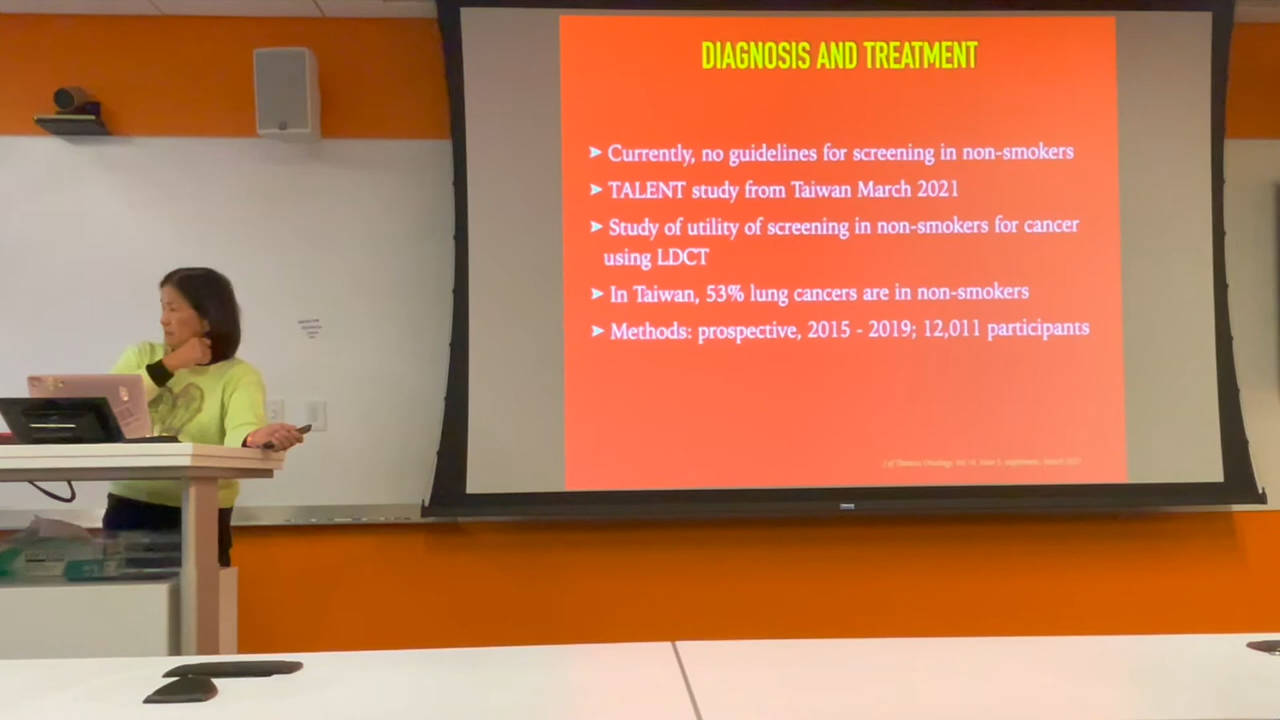 DIAGNOSIS AND TREATMENT
➤ Currently, no guidelines for screening in non-smokers
➤ TALENT study from Taiwan March 2021
➤ Study of utility of screening in non-smokers for cancer
using LDCT
➤ In Taiwan, 53% lung cancers are in non-smokers
➤ Methods: prospective, 2015 - 2019; 12,011 participants